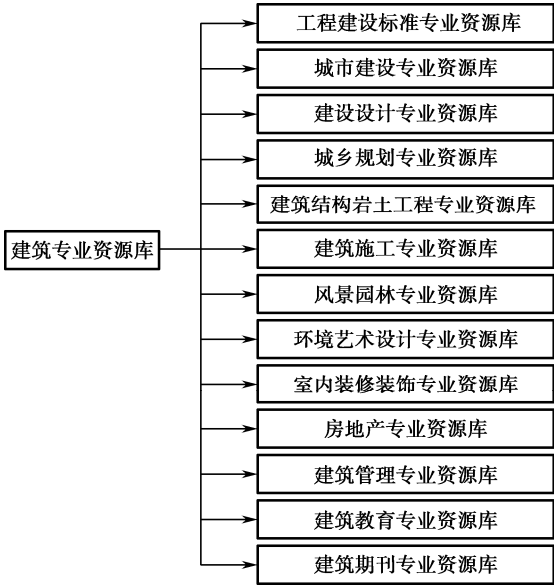 工程建设标准专业资源库
城市建设专业资源库
建设设计专业资源库
城乡规划专业资源库
建筑结构岩土工程专业资源库
建筑专业资源库
建筑施工专业资源库
风景园林专业资源库
环境艺术设计专业资源库
室内装修装饰专业资源库
房地产专业资源库
建筑管理专业资源库
建筑教育专业资源库
建筑期刊专业资源库